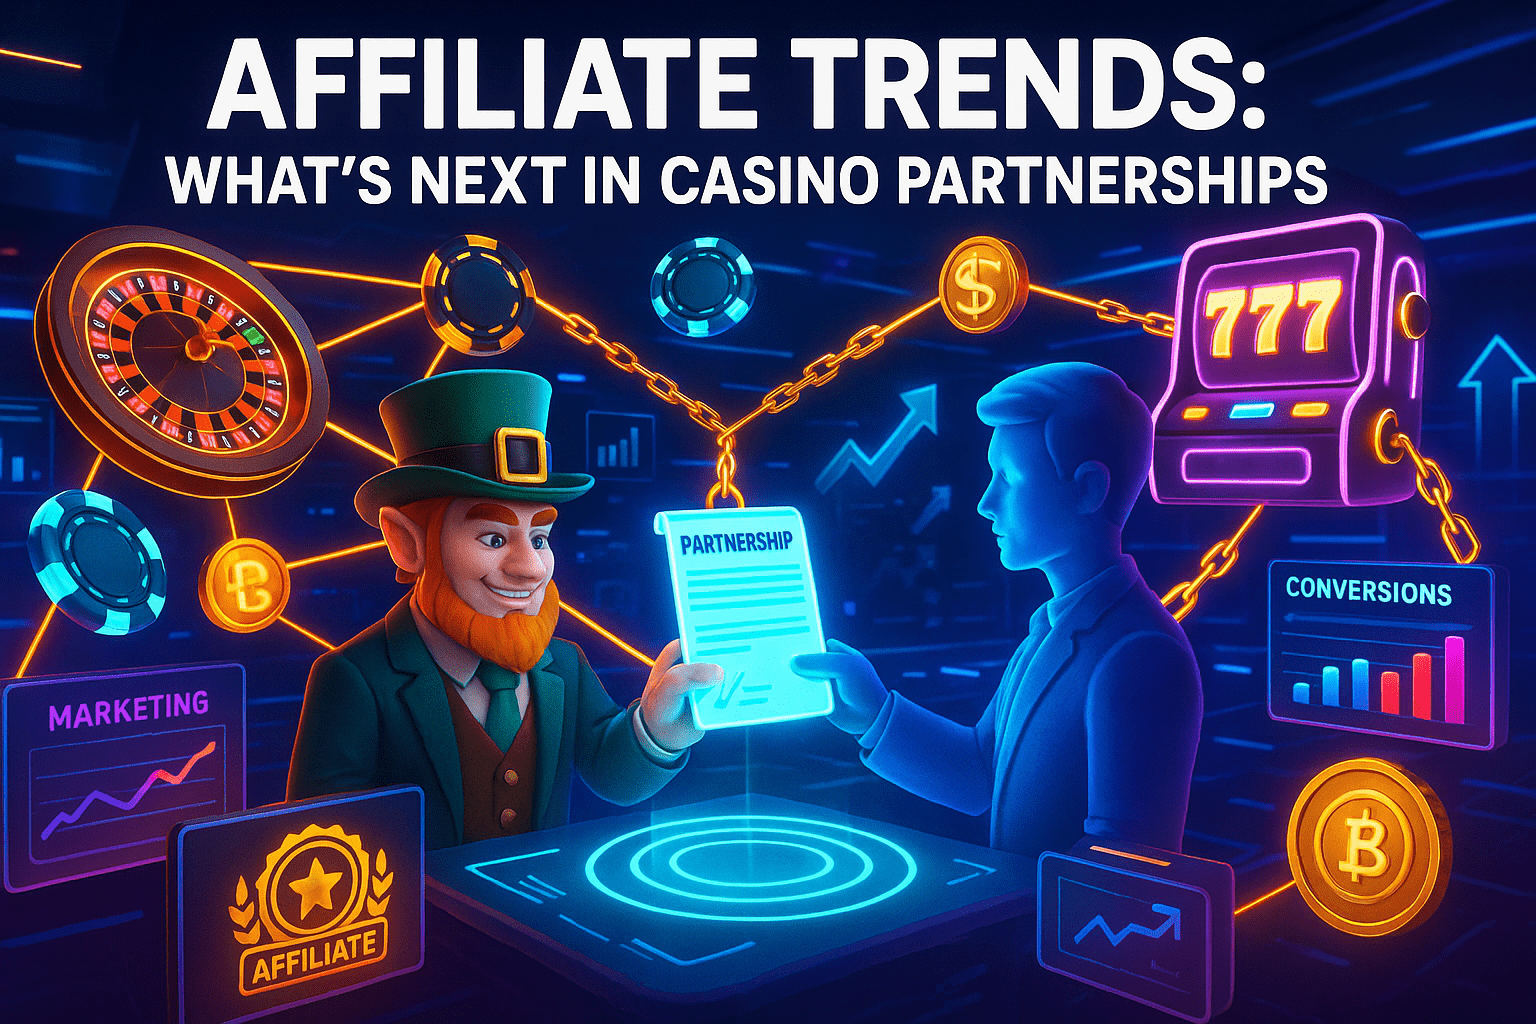 AFFILIATE TRENDS:
WHAT'S NEXT IN CASINO PARTNERSHIPS
777
PARTNERSHIP
CONVERSIONS
MARKETING
AFFILIATE